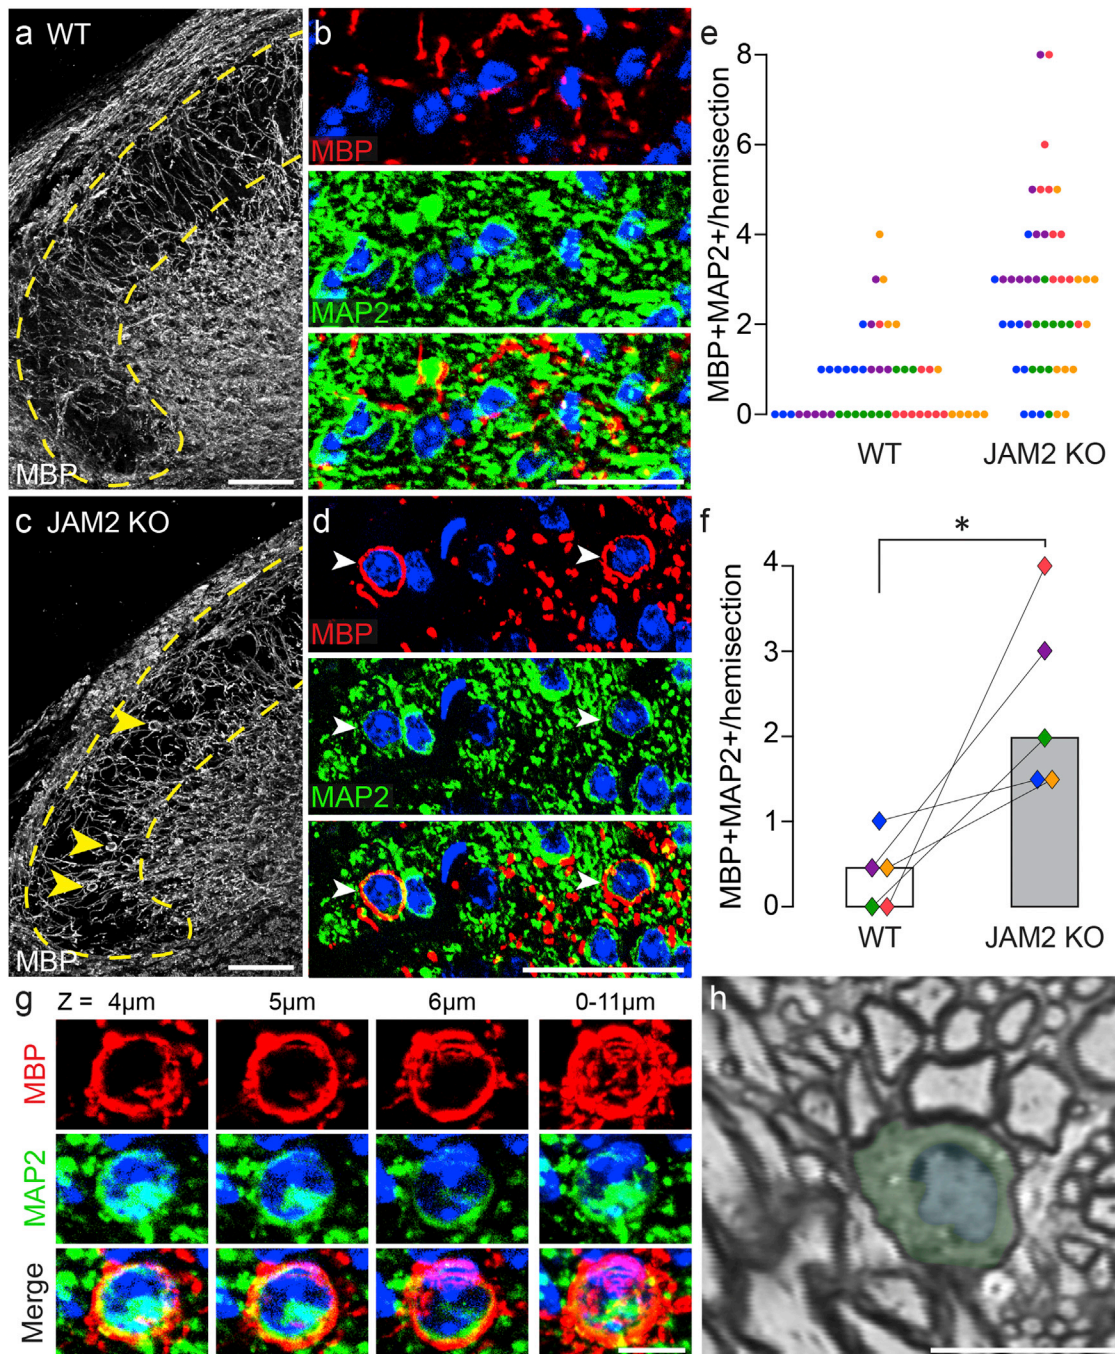 a WT
MBP
b
MBP
MAP2
c JAM2 KO
MBP
d
MBP
MAP2
e
MBP+MAP2+/hemisection
8
6
4
2
0
WT
JAM2 KO
f
*
MBP+MAP2+/hemisection
4
3
2
1
0
WT
JAM2 KO
g
Z = 4µm 5µm 6µm 0-11µm
MBP
MAP2
Merge
h